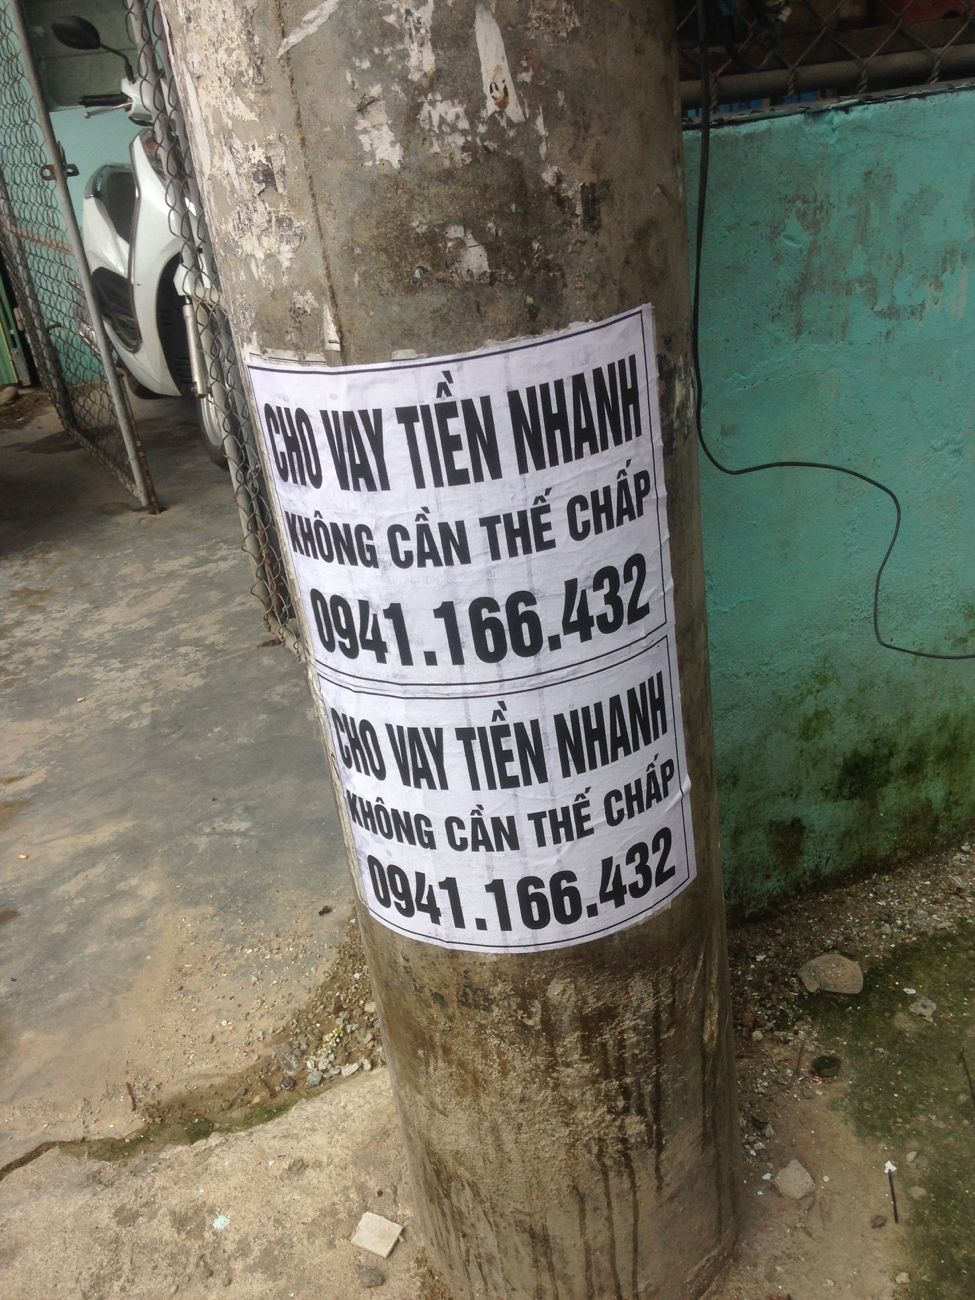 CHO VAY TIỀN NHANH
KHÔNG CẦN THẾ CHẤP
0941.166.432
CHO VAY TIỀN NHANH
KHÔNG CẦN THẾ CHẤP
0941.166.432